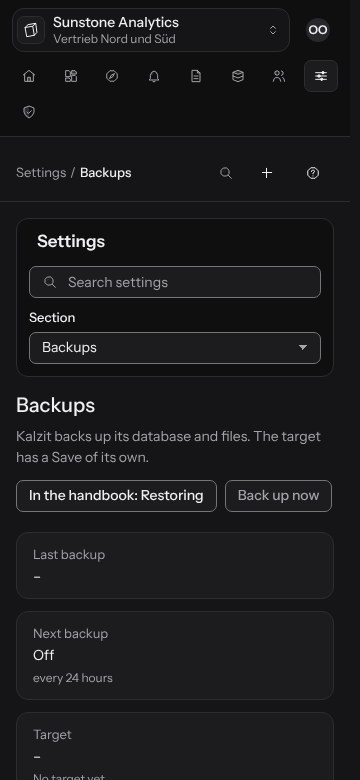 Sunstone Analytics
Vertrieb Nord und Süd
OO
Settings / Backups
Settings
Search settings
Section
Backups
Backups
Kalzit backs up its database and files. The target
has a Save of its own.
In the handbook: Restoring
Back up now
Last backup
–
Next backup
Off
every 24 hours
Target
–
No target yet